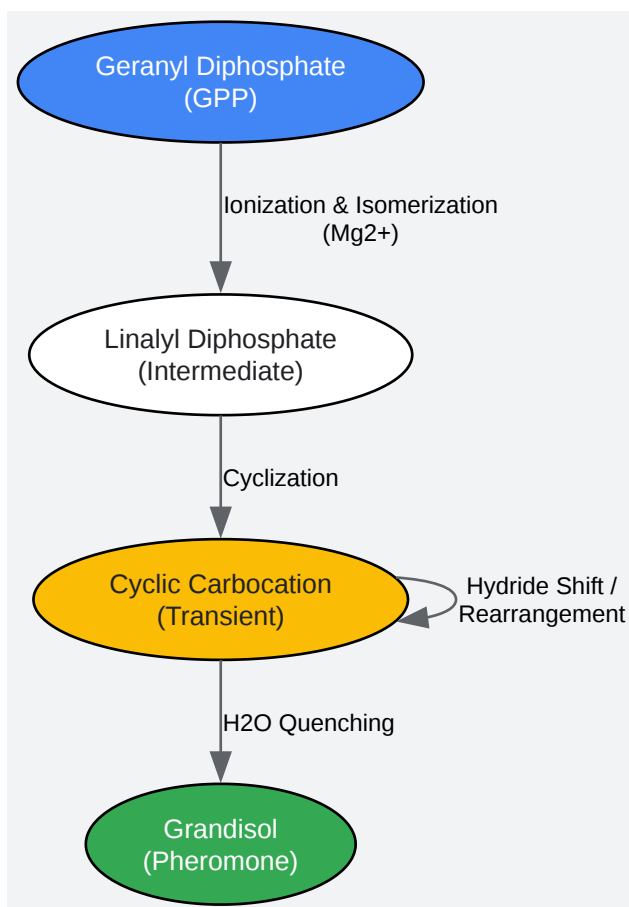 Geranyl Diphosphate
(GPP)
Ionization & Isomerization
(Mg2+)
Linalyl Diphosphate
(Intermediate)
Cyclization
Cyclic Carbocation
(Transient)
Hydride Shift /
Rearrangement
H2O Quenching
Grandisol
(Pheromone)